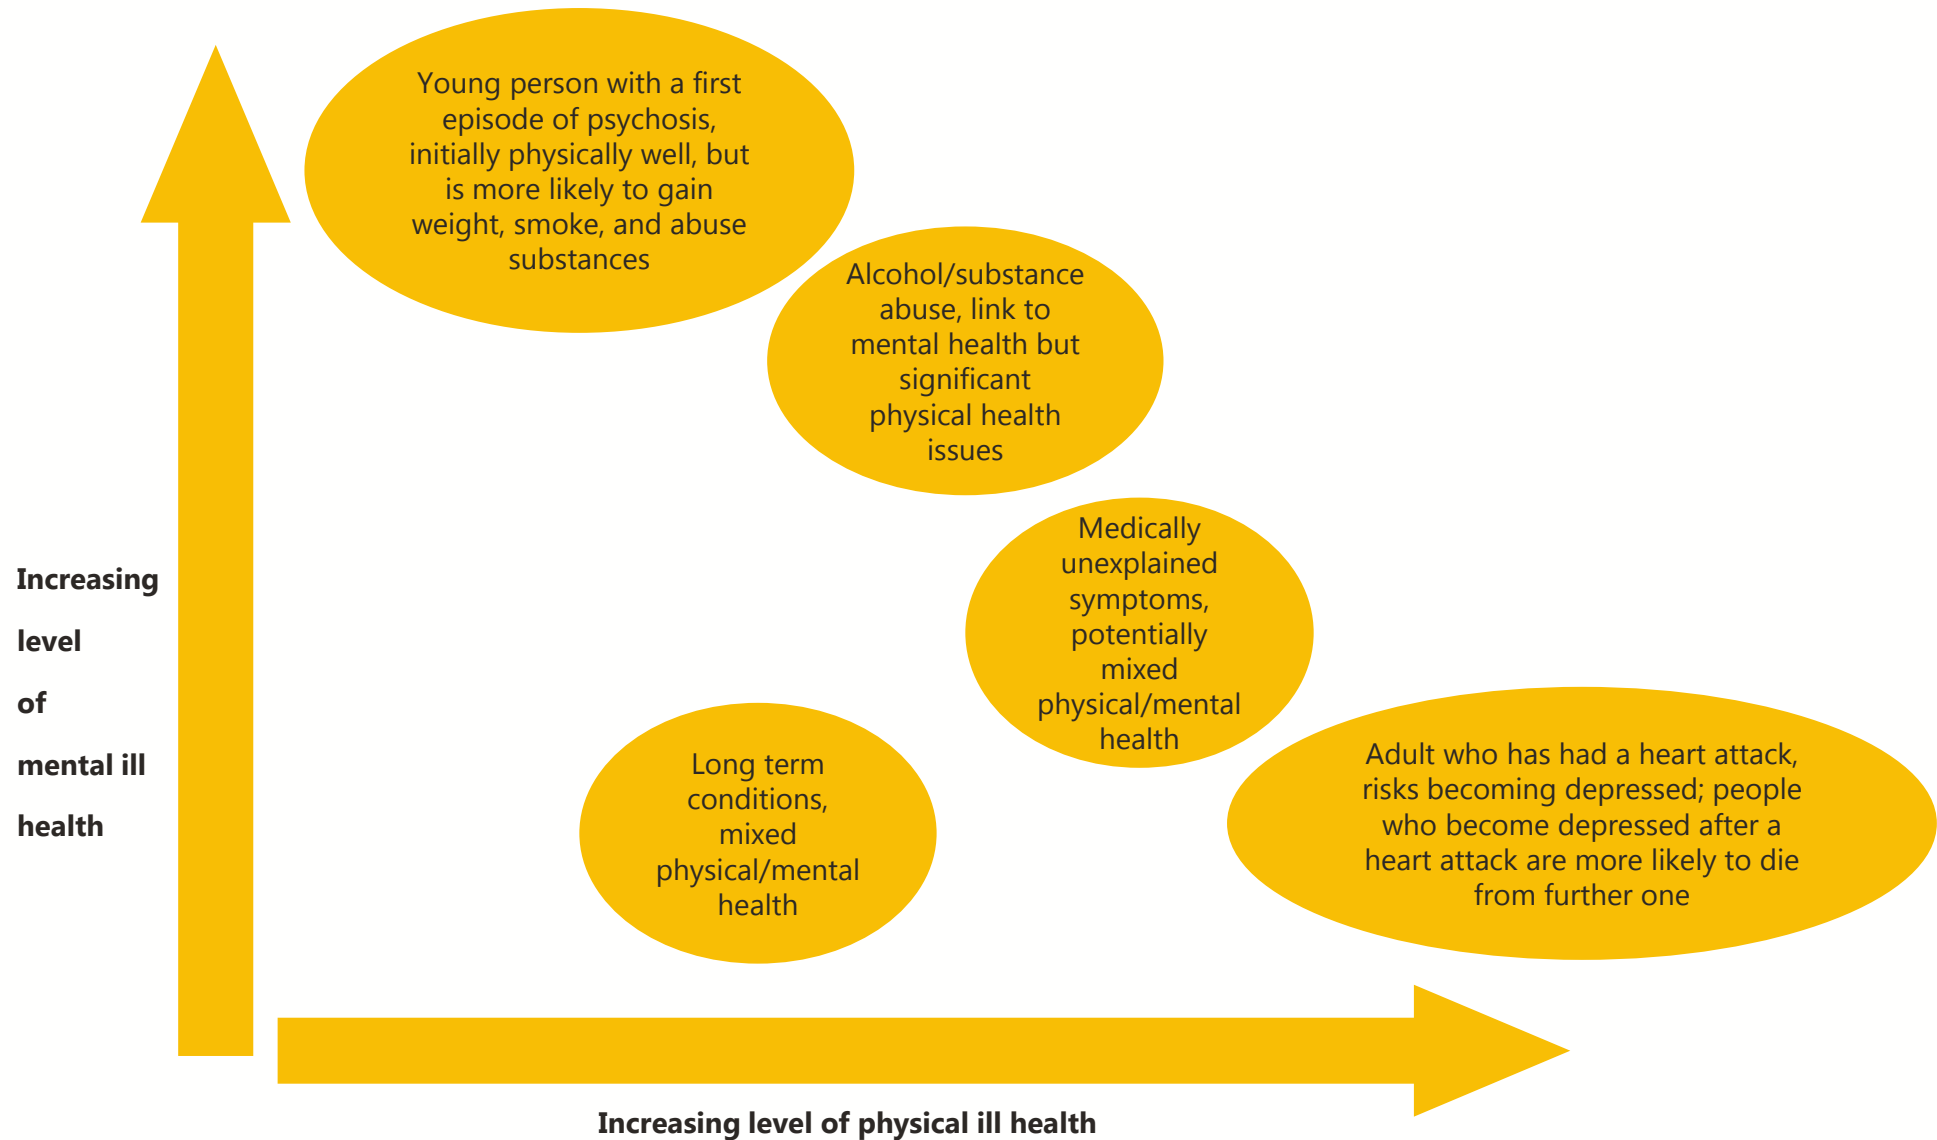 Young person with a first
episode of psychosis,
initially physically well, but
is more likely to gain
weight, smoke, and abuse
substances
Alcohol/substance
abuse, link to
mental health but
significant
physical health
issues
Medically
unexplained
symptoms,
potentially
mixed
physical/mental
health
Increasing
level
of
mental ill
health
Long term
conditions,
mixed
physical/mental
health
Adult who has had a heart attack,
risks becoming depressed; people
who become depressed after a
heart attack are more likely to die
from further one
Increasing level of physical ill health